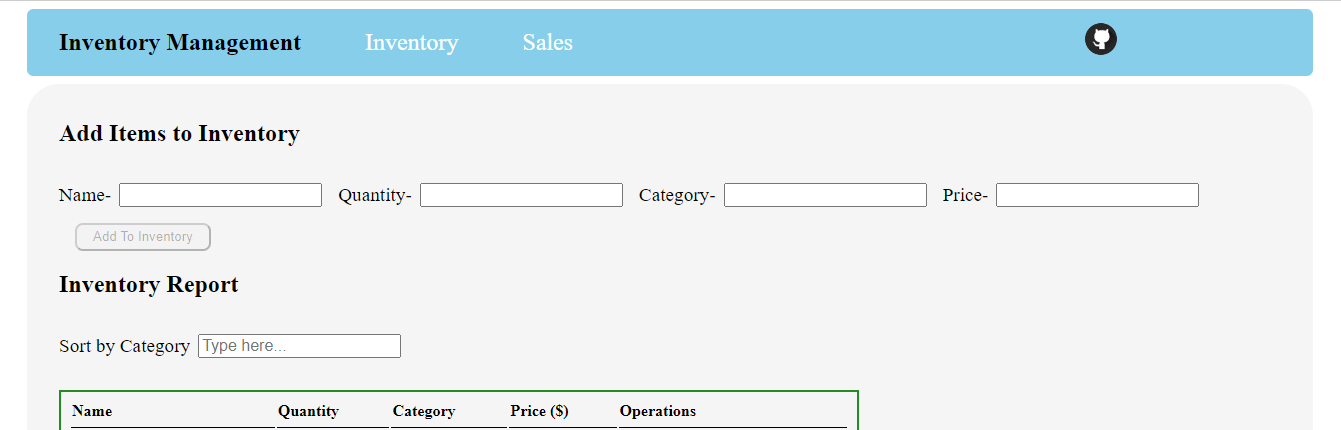 Inventory Management Inventory Sales
Add Items to Inventory
Name- Quantity- Category- Price-
Add To Inventory
Inventory Report
Sort by Category Type here...
Name Quantity Category Price ($) Operations